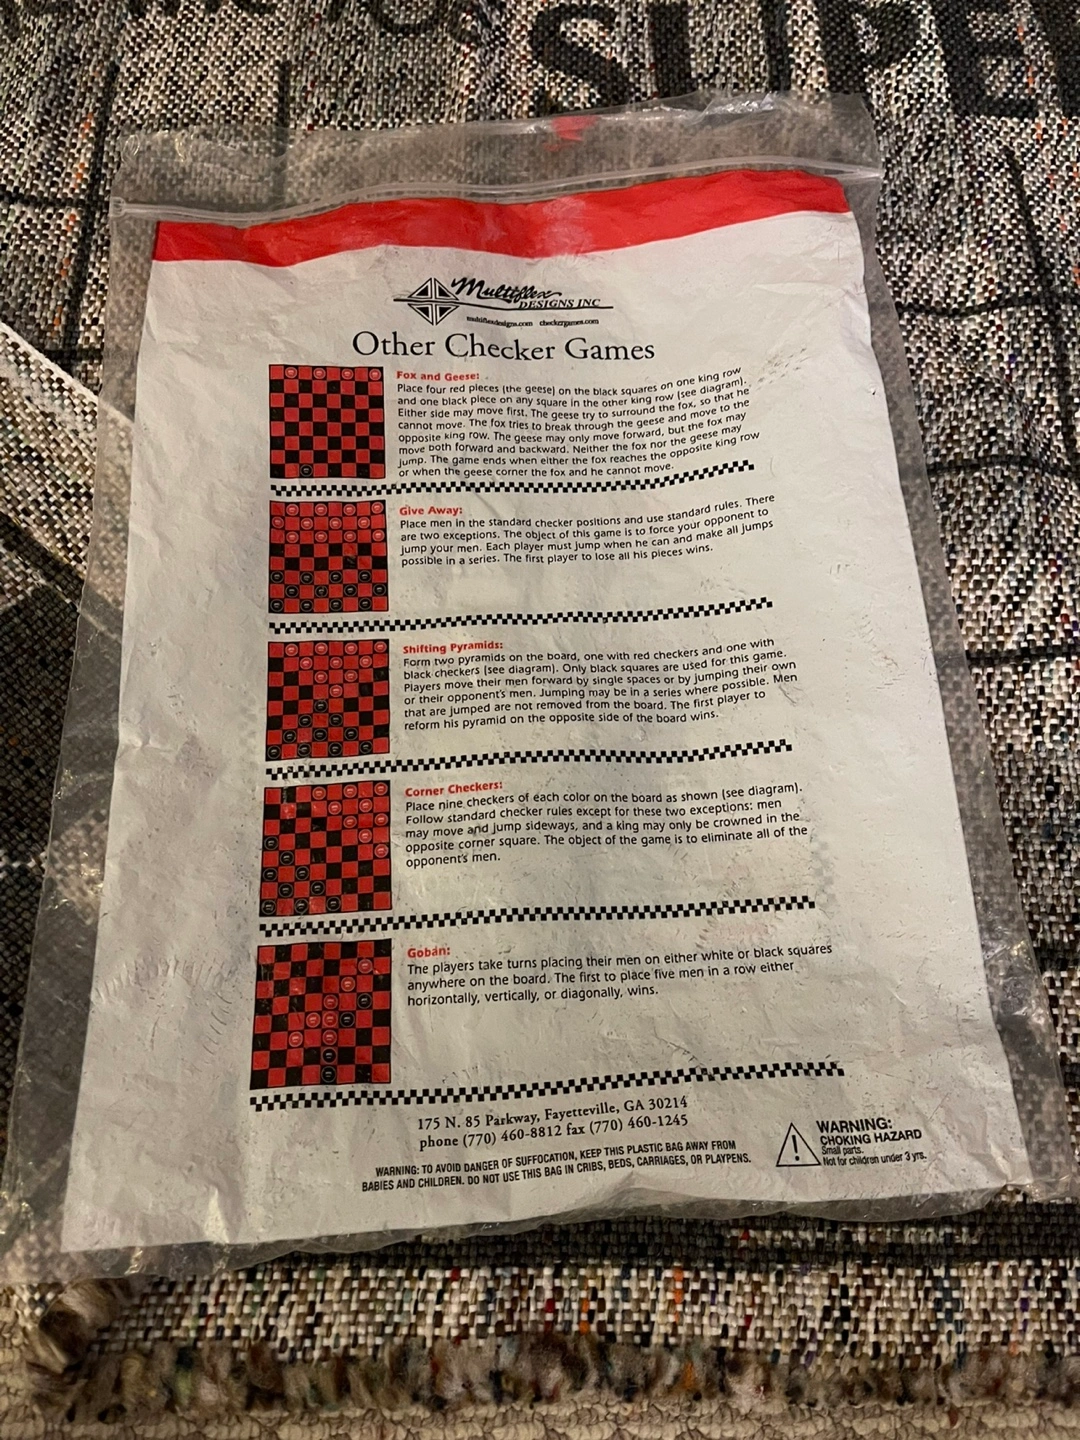 SUPE
Multiflex
DESIGNS INC
multiflexdesigns.com checkergames.com
Other Checker Games
Fox and Geese:
Place four red pieces (the geese) on the black squares on one king row
and one black piece on any square in the other king row (see diagram).
Either side may move first. The geese try to surround the fox, so that he
cannot move. The fox tries to break through the geese and move to the
opposite king row. The geese may only move forward, but the fox may
move both forward and backward. Neither the fox nor the geese may
jump. The game ends when either the fox reaches the opposite king row
or when the geese corner the fox and he cannot move.
Give Away:
Place men in the standard checker positions and use standard rules. There
are two exceptions. The object of this game is to force your opponent to
jump your men. Each player must jump when he can and make all jumps
possible in a series. The first player to lose all his pieces wins.
Shifting Pyramids:
Form two pyramids on the board, one with red checkers and one with
black checkers (see diagram). Only black squares are used for this game.
Players move their men forward by single spaces or by jumping their own
or their opponent's men. Jumping may be in a series where possible. Men
that are jumped are not removed from the board. The first player to
reform his pyramid on the opposite side of the board wins.
Corner Checkers:
Place nine checkers of each color on the board as shown (see diagram).
Follow standard checker rules except for these two exceptions: men
may move and jump sideways, and a king may only be crowned in the
opposite corner square. The object of the game is to eliminate all of the
opponent's men.
Goban:
The players take turns placing their men on either white or black squares
anywhere on the board. The first to place five men in a row either
horizontally, vertically, or diagonally, wins.
175 N. 85 Parkway, Fayetteville, GA 30214
phone (770) 460-8812 fax (770) 460-1245
WARNING: TO AVOID DANGER OF SUFFOCATION, KEEP THIS PLASTIC BAG AWAY FROM
BABIES AND CHILDREN. DO NOT USE THIS BAG IN CRIBS, BEDS, CARRIAGES, OR PLAYPENS.
WARNING:
CHOKING HAZARD
Small parts.
Not for children under 3 yrs.